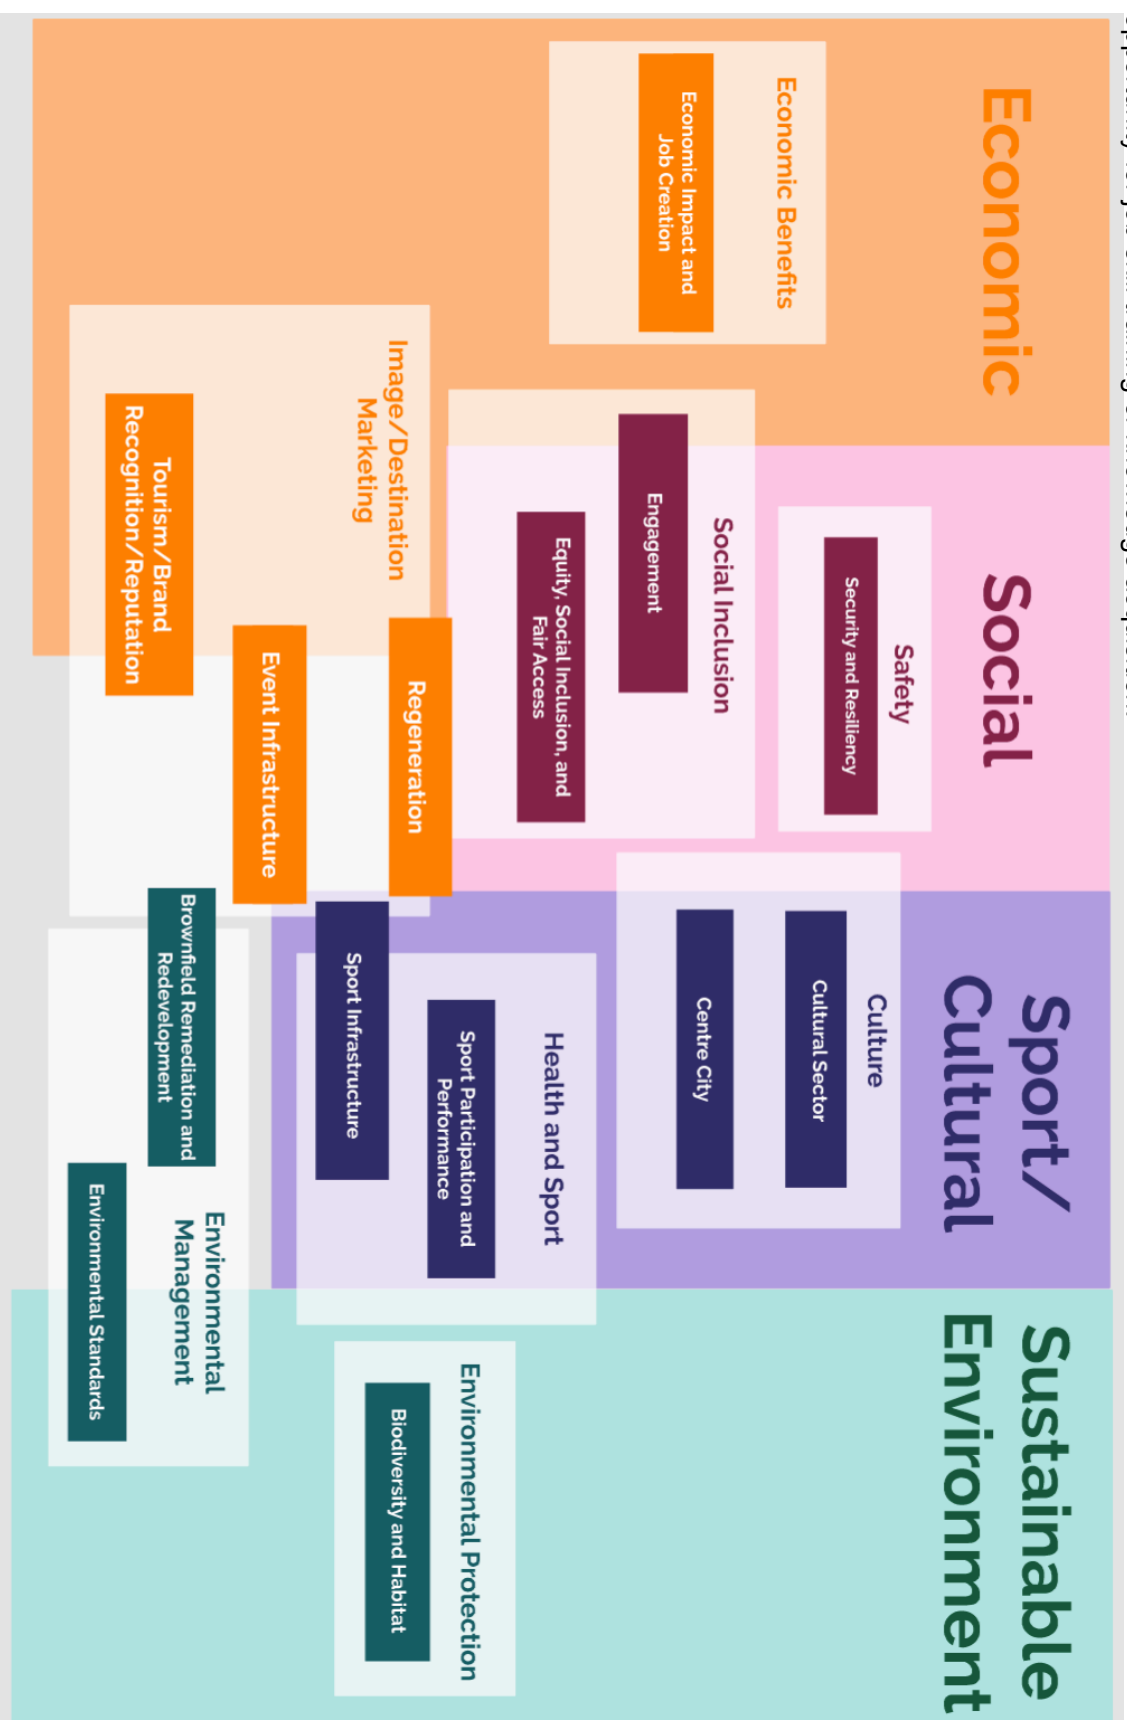 Economic
Social
Sport/
Cultural
Sustainable
Environment
Economic Benefits
Economic Impact and
Job Creation
Safety
Security and Resiliency
Social Inclusion
Engagement
Equity, Social Inclusion, and
Fair Access
Culture
Cultural Sector
Centre City
Health and Sport
Sport Participation and
Performance
Sport Infrastructure
Image/Destination
Marketing
Regeneration
Event Infrastructure
Tourism/Brand
Recognition/Reputation
Environmental Protection
Biodiversity and Habitat
Environmental
Management
Brownfield Remediation and
Redevelopment
Environmental Standards